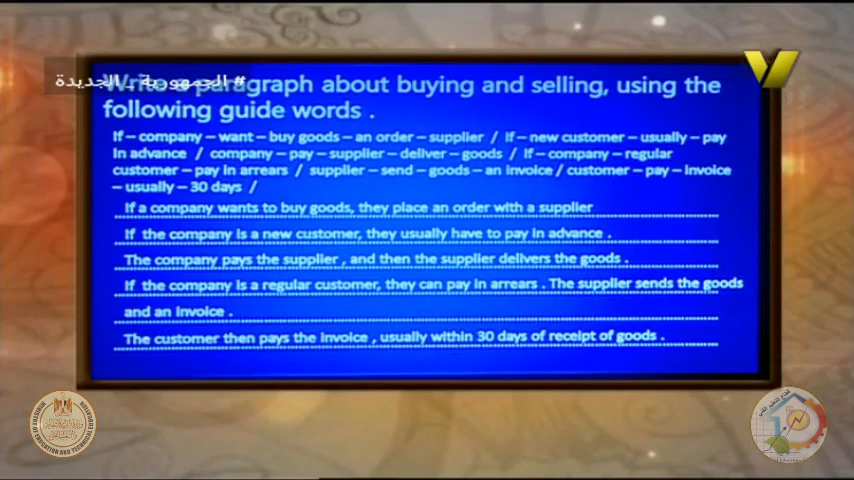 # الجمهورية _ الجديدة
Write a paragraph about buying and selling, using the
following guide words .
If – company – want – buy goods – an order – supplier / If – new customer – usually – pay
in advance / company – pay – supplier – deliver – goods / If – company – regular
customer – pay in arrears / supplier – send – goods – an invoice / customer – pay – invoice
– usually – 30 days /
If a company wants to buy goods, they place an order with a supplier
If the company is a new customer, they usually have to pay in advance .
The company pays the supplier , and then the supplier delivers the goods .
If the company is a regular customer, they can pay in arrears . The supplier sends the goods
and an invoice .
The customer then pays the invoice , usually within 30 days of receipt of goods .
MINISTRY OF EDUCATION AND TECHNICAL EDUCATION